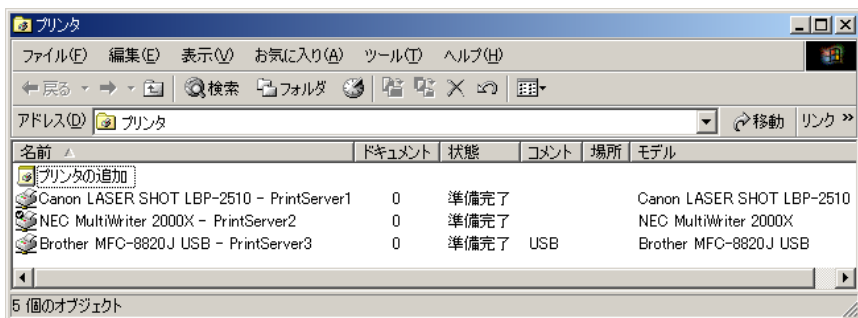 プリンタ
ファイル(F) 編集(E) 表示(V) お気に入り(A) ツール(T) ヘルプ(H)
戻る 検索 フォルダ
アドレス(D) プリンタ 移動 リンク »
名前 ドキュメント 状態 コメント 場所 モデル
プリンタの追加
Canon LASER SHOT LBP-2510 - PrintServer1 0 準備完了 Canon LASER SHOT LBP-2510
NEC MultiWriter 2000X - PrintServer2 0 準備完了 NEC MultiWriter 2000X
Brother MFC-8820J USB - PrintServer3 0 準備完了 USB Brother MFC-8820J USB
5 個のオブジェクト